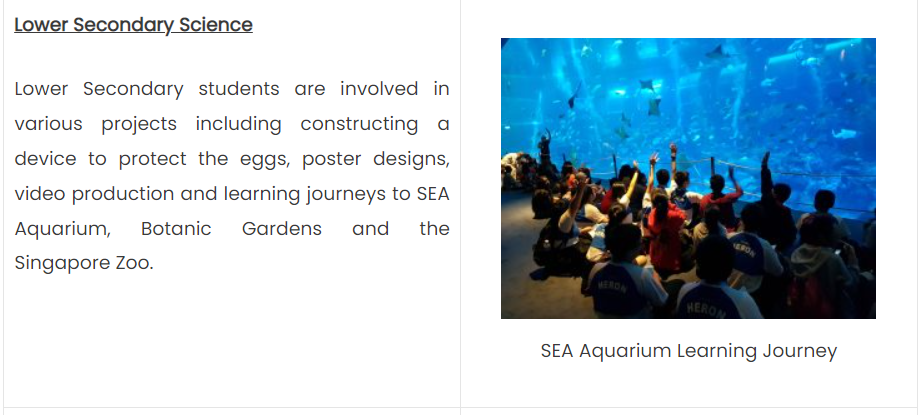 Lower Secondary Science
Lower Secondary students are involved in
various projects including constructing a
device to protect the eggs, poster designs,
video production and learning journeys to SEA
Aquarium, Botanic Gardens and the
Singapore Zoo.
HERON
HERON
HERON
SEA Aquarium Learning Journey